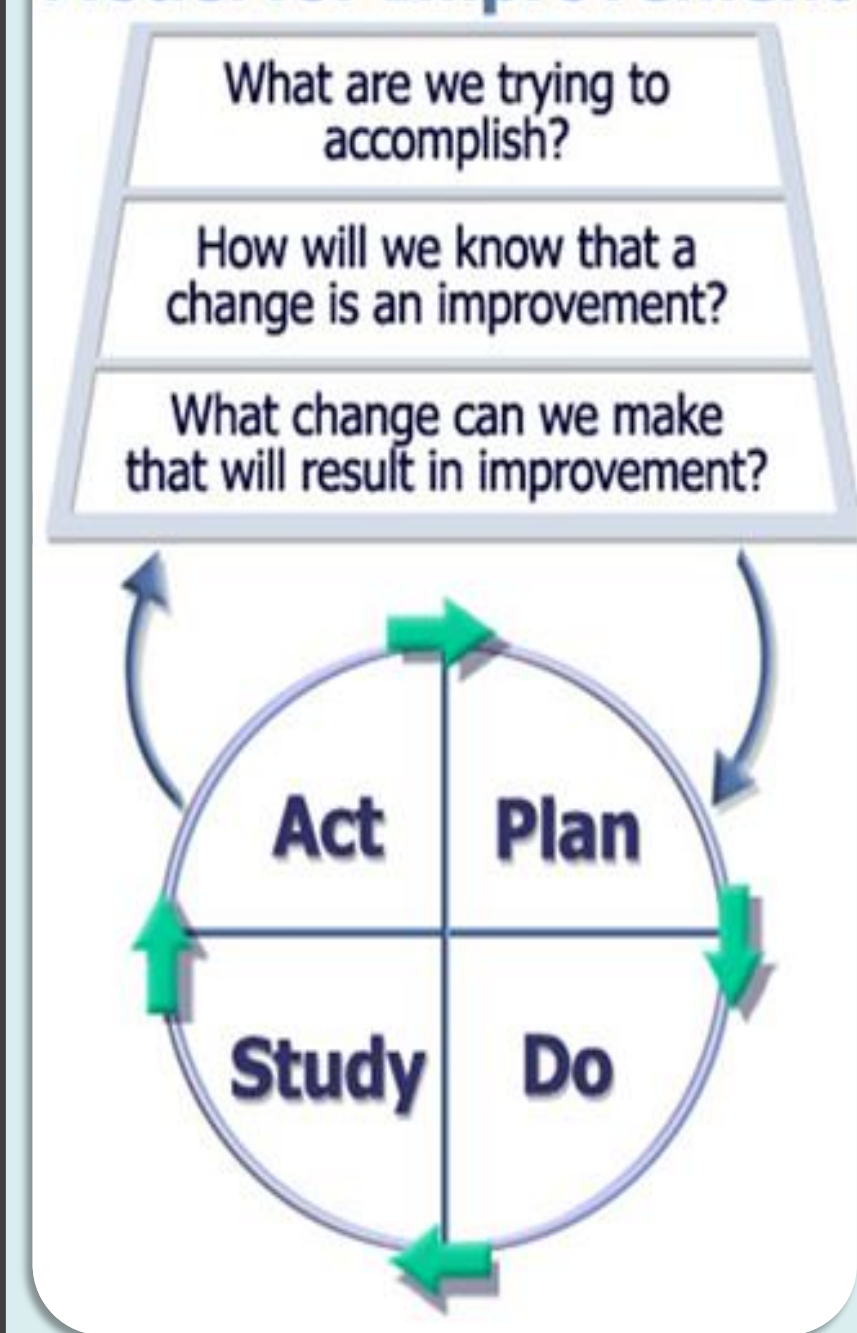 What are we trying to
accomplish?
How will we know that a
change is an improvement?
What change can we make
that will result in improvement?
Act
Plan
Study
Do